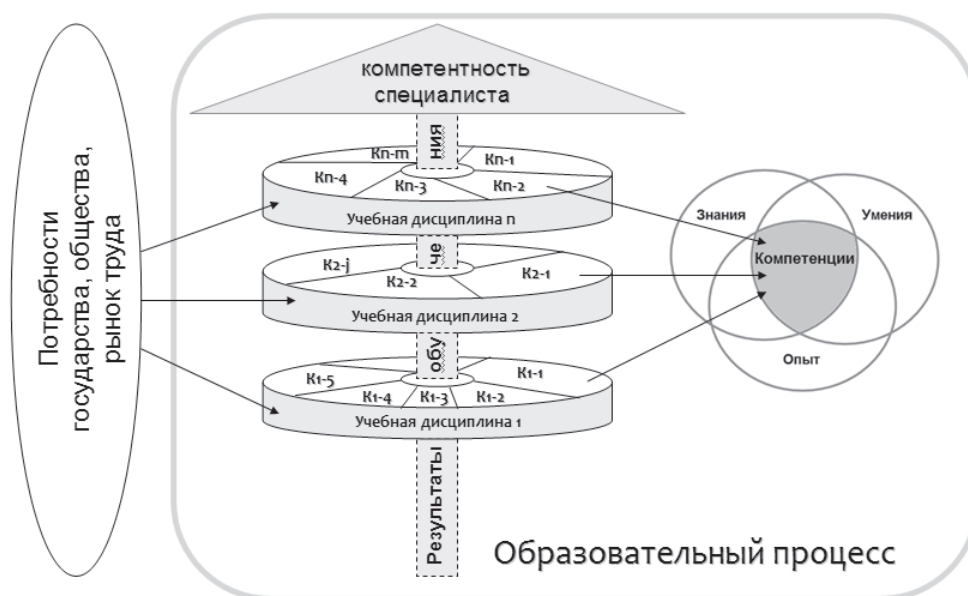 Потребности
государства, общества,
рынок труда
компетентность
специалиста
ния
Кn-m
Кn-1
Кn-4
Кn-3
Кn-2
Учебная дисциплина n
че
К2-j
К2-2
К2-1
Учебная дисциплина 2
обу
К1-5
К1-1
К1-4
К1-3
К1-2
Учебная дисциплина 1
Результаты
Знания
Умения
Компетенции
Опыт
Образовательный процесс